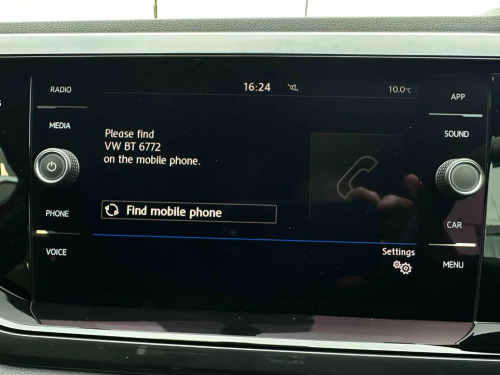 16:24
10.0°C
RADIO
MEDIA
PHONE
VOICE
Please find
VW BT 6772
on the mobile phone.
Find mobile phone
Settings
APP
SOUND
CAR
MENU